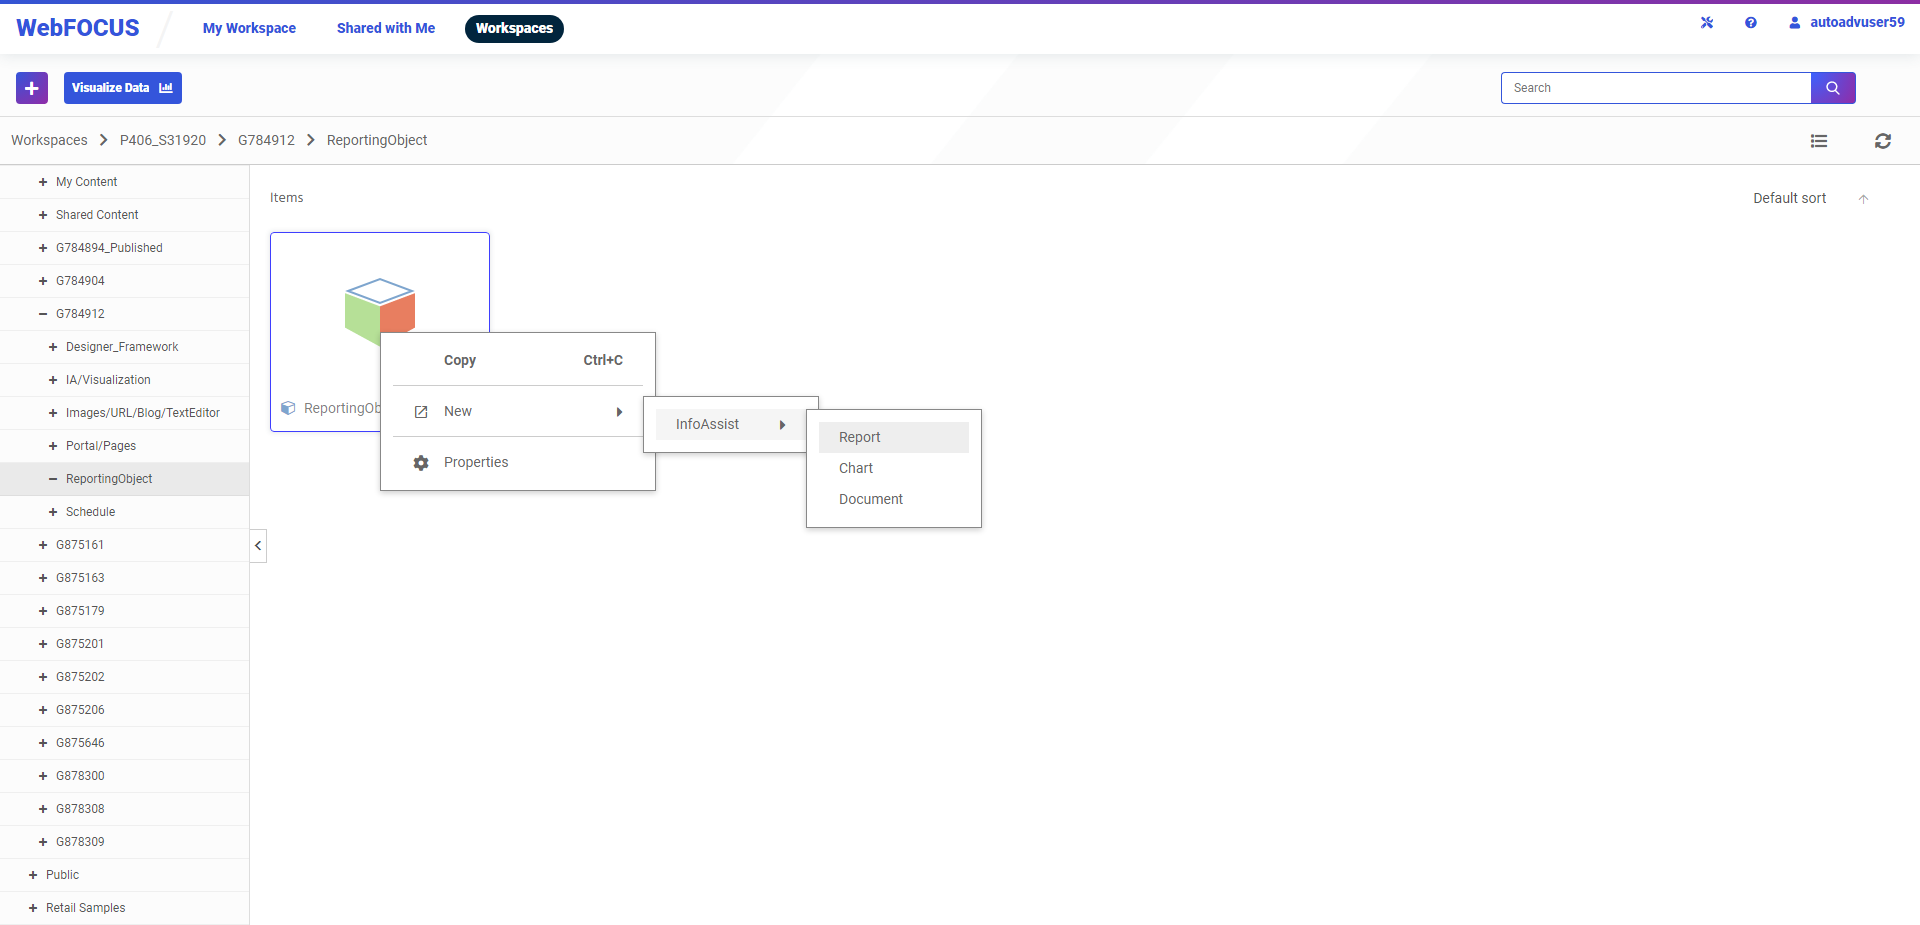 WebFOCUS
My Workspace
Shared with Me
Workspaces
autoadvuser59
Visualize Data
Search
Workspaces
P406_S31920
G784912
ReportingObject
My Content
Shared Content
G784894_Published
G784904
G784912
Designer_Framework
IA/Visualization
Images/URL/Blog/TextEditor
Portal/Pages
ReportingObject
Schedule
G875161
G875163
G875179
G875201
G875202
G875206
G875646
G878300
G878308
G878309
Public
Retail Samples
Items
Default sort
ReportingOb
Copy Ctrl+C
New
Properties
InfoAssist
Report
Chart
Document